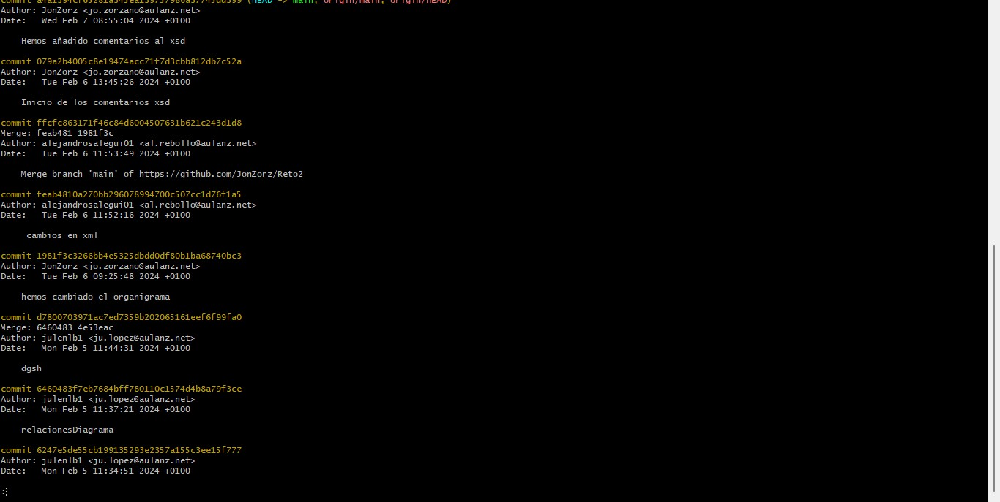 (HEAD -> main, origin/main, origin/HEAD)
Author: JonZorz <jo.zorzano@aulanz.net>
Date:   Wed Feb 7 08:55:04 2024 +0100
Hemos añadido comentarios al xsd
commit 079a2b4005c8e19474acc71f7d3cbb812db7c52a
Author: JonZorz <jo.zorzano@aulanz.net>
Date:   Tue Feb 6 13:45:26 2024 +0100
Inicio de los comentarios xsd
commit ffcfc863171f46c84d6004507631b621c243d1d8
Merge: feab481 1981f3c
Author: alejandrosalegui01 <al.rebollo@aulanz.net>
Date:   Tue Feb 6 11:53:49 2024 +0100
Merge branch 'main' of https://github.com/JonZorz/Reto2
commit feab4810a270bb296078994700c507cc1d76f1a5
Author: alejandrosalegui01 <al.rebollo@aulanz.net>
Date:   Tue Feb 6 11:52:16 2024 +0100
cambios en xml
commit 1981f3c3266bb4e5325dbdd0df80b1ba68740bc3
Author: JonZorz <jo.zorzano@aulanz.net>
Date:   Tue Feb 6 09:25:48 2024 +0100
hemos cambiado el organigrama
commit d7800703971ac7ed7359b202065161eef6f99fa0
Merge: 6460483 4e53eac
Author: julenlb1 <ju.lopez@aulanz.net>
Date:   Mon Feb 5 11:44:31 2024 +0100
dgsh
commit 6460483f7eb7684bff780110c1574d4b8a79f3ce
Author: julenlb1 <ju.lopez@aulanz.net>
Date:   Mon Feb 5 11:37:21 2024 +0100
relacionesDiagrama
commit 6247e5de55cb199135293e2357a155c3ee15f777
Author: julenlb1 <ju.lopez@aulanz.net>
Date:   Mon Feb 5 11:34:51 2024 +0100
: